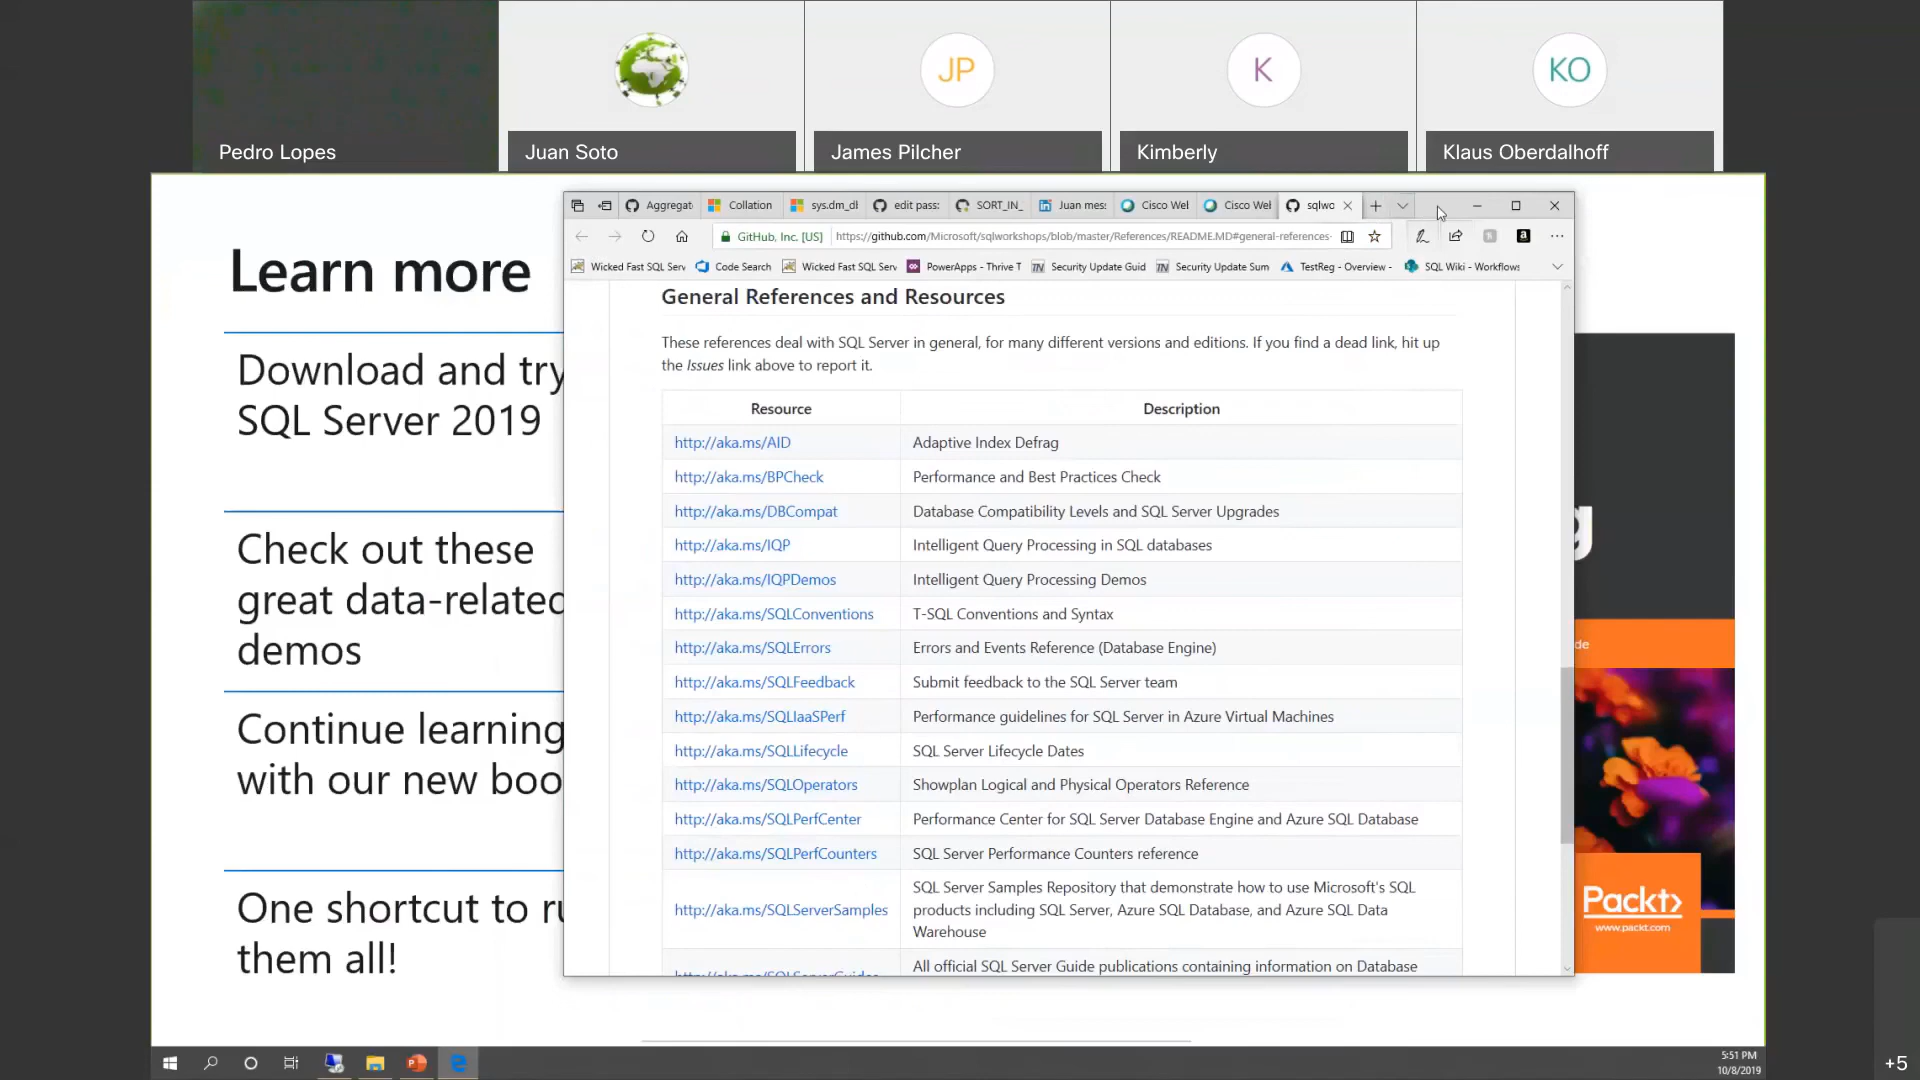 Pedro Lopes
Juan Soto
JP
James Pilcher
K
Kimberly
KO
Klaus Oberdalhoff
Aggregat
Collation
sys.dm_d
edit pass:
SORT_IN_
Juan mes:
Cisco Wel
Cisco Wel
sqlwo
GitHub, Inc. [US]
https://github.com/Microsoft/sqlworkshops/blob/master/References/README.MD#general-references-
Wicked Fast SQL Serv
Code Search
Wicked Fast SQL Serv
PowerApps - Thrive T
Security Update Guid
Security Update Sum
TestReg - Overview -
SQL Wiki - Workflows
Learn more
Download and try
SQL Server 2019
Check out these
great data-related
demos
Continue learning
with our new boo
One shortcut to ru
them all!
General References and Resources
These references deal with SQL Server in general, for many different versions and editions. If you find a dead link, hit up
the Issues link above to report it.
Resource Description
http://aka.ms/AID Adaptive Index Defrag
http://aka.ms/BPCheck Performance and Best Practices Check
http://aka.ms/DBCompat Database Compatibility Levels and SQL Server Upgrades
http://aka.ms/IQP Intelligent Query Processing in SQL databases
http://aka.ms/IQPDemos Intelligent Query Processing Demos
http://aka.ms/SQLConventions T-SQL Conventions and Syntax
http://aka.ms/SQLErrors Errors and Events Reference (Database Engine)
http://aka.ms/SQLFeedback Submit feedback to the SQL Server team
http://aka.ms/SQLIaaSPerf Performance guidelines for SQL Server in Azure Virtual Machines
http://aka.ms/SQLLifecycle SQL Server Lifecycle Dates
http://aka.ms/SQLOperators Showplan Logical and Physical Operators Reference
http://aka.ms/SQLPerfCenter Performance Center for SQL Server Database Engine and Azure SQL Database
http://aka.ms/SQLPerfCounters SQL Server Performance Counters reference
SQL Server Samples Repository that demonstrate how to use Microsoft's SQL
http://aka.ms/SQLServerSamples products including SQL Server, Azure SQL Database, and Azure SQL Data
Warehouse
All official SQL Server Guide publications containing information on Database
http://aka.ms/SQLServerGuides
g
de
Packt>
www.packt.com
5:51 PM
10/8/2019
+5